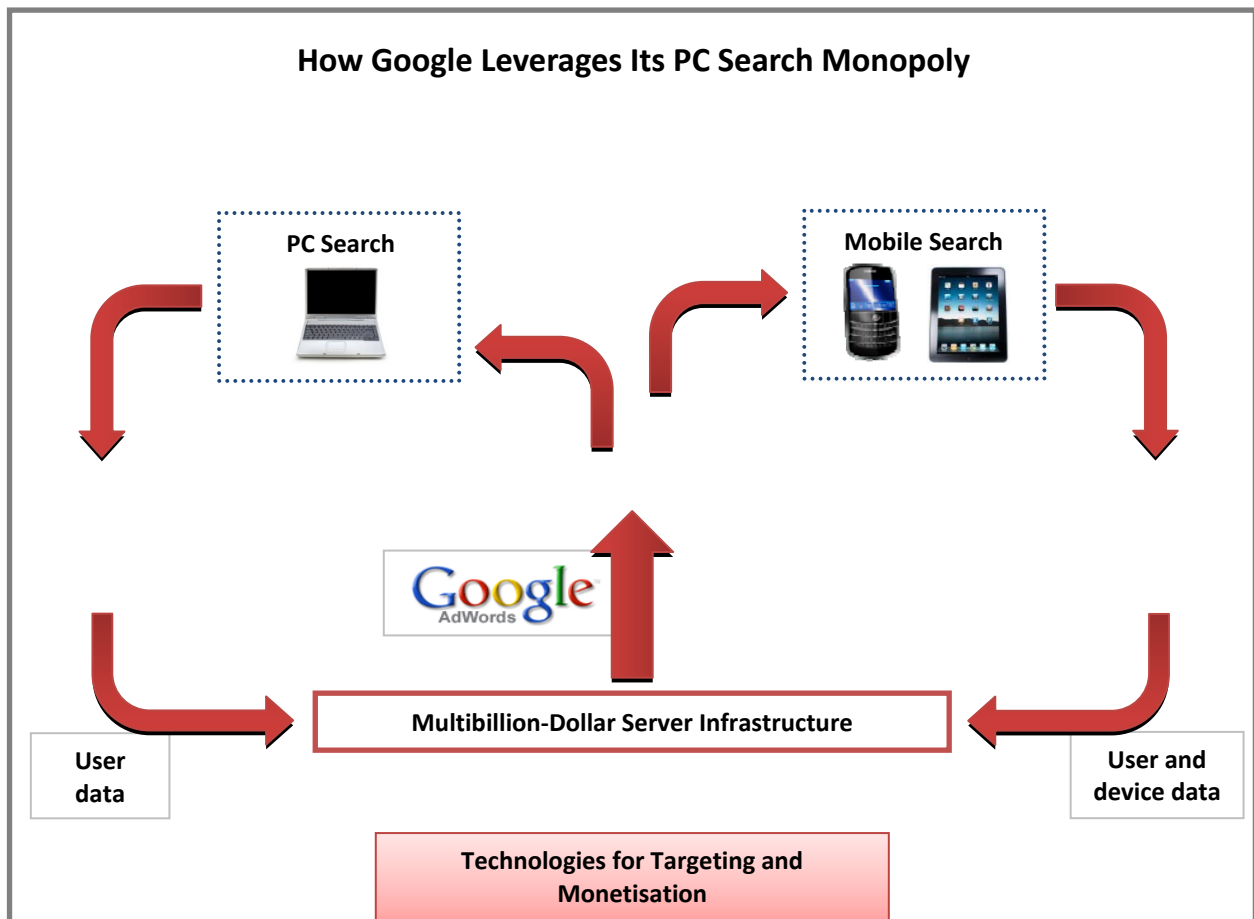 How Google Leverages Its PC Search Monopoly
PC Search
Mobile Search
Google
AdWords
Multibillion-Dollar Server Infrastructure
User
data
User and
device data
Technologies for Targeting and
Monetisation